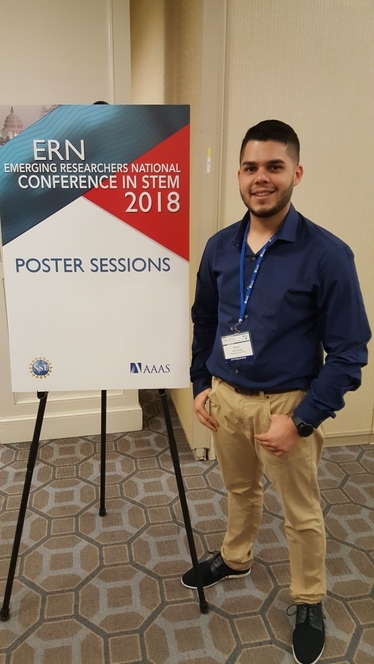 ERN
EMERGING RESEARCHERS NATIONAL
CONFERENCE IN STEM
2018
POSTER SESSIONS
AAAS